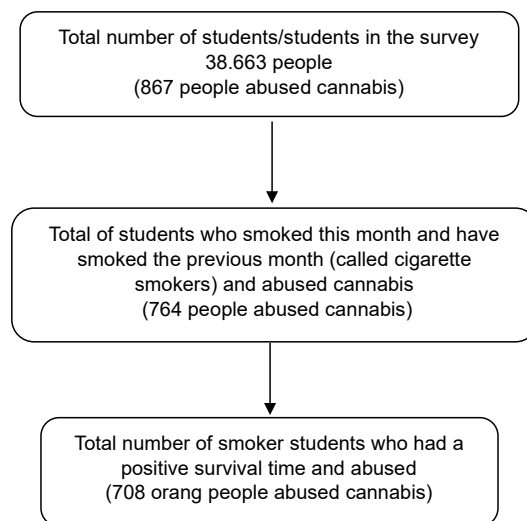 Total number of students/students in the survey
38.663 people
(867 people abused cannabis)
Total of students who smoked this month and have
smoked the previous month (called cigarette
smokers) and abused cannabis
(764 people abused cannabis)
Total number of smoker students who had a
positive survival time and abused
(708 orang people abused cannabis)